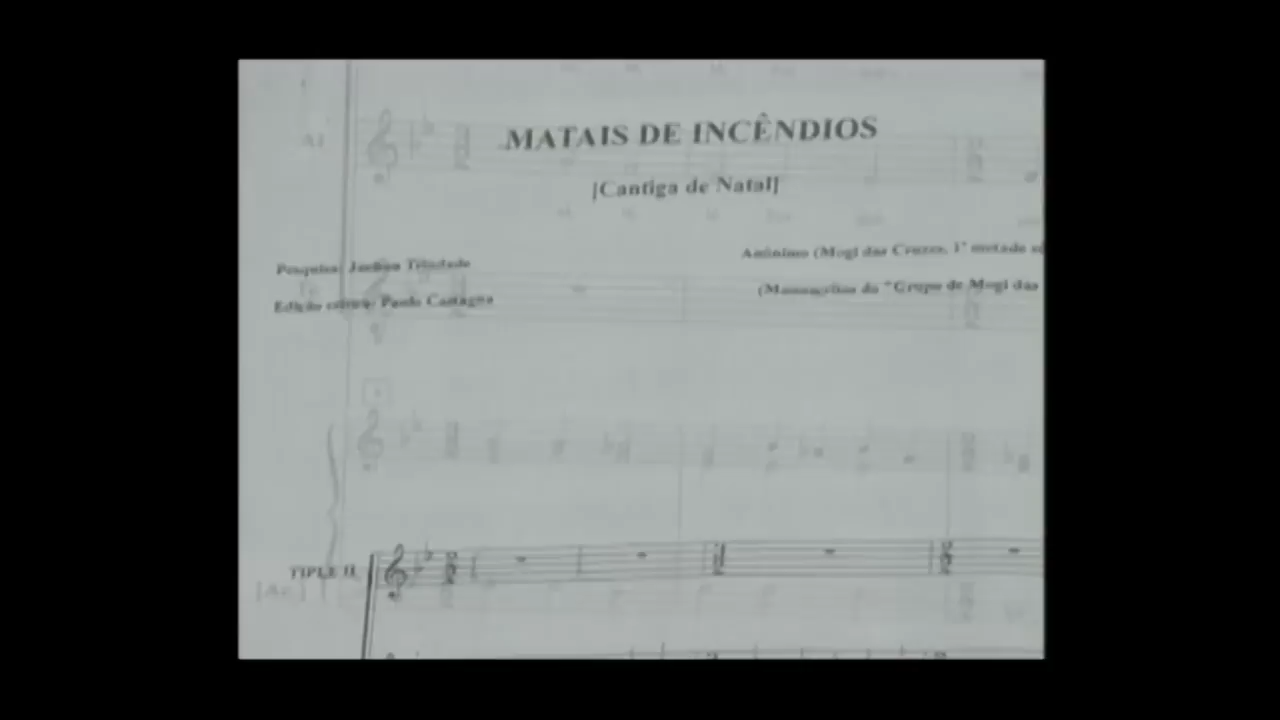 MATAIS DE INCÊNDIOS
[Cantiga de Natal]
Pesquisa: Jaelson Trindade
Anônimo (Mogi das Cruzes, 1ª metade
Edição crítica: Paulo Castagna
(Manuscritos do "Grupo de Mogi das
TIPLE II